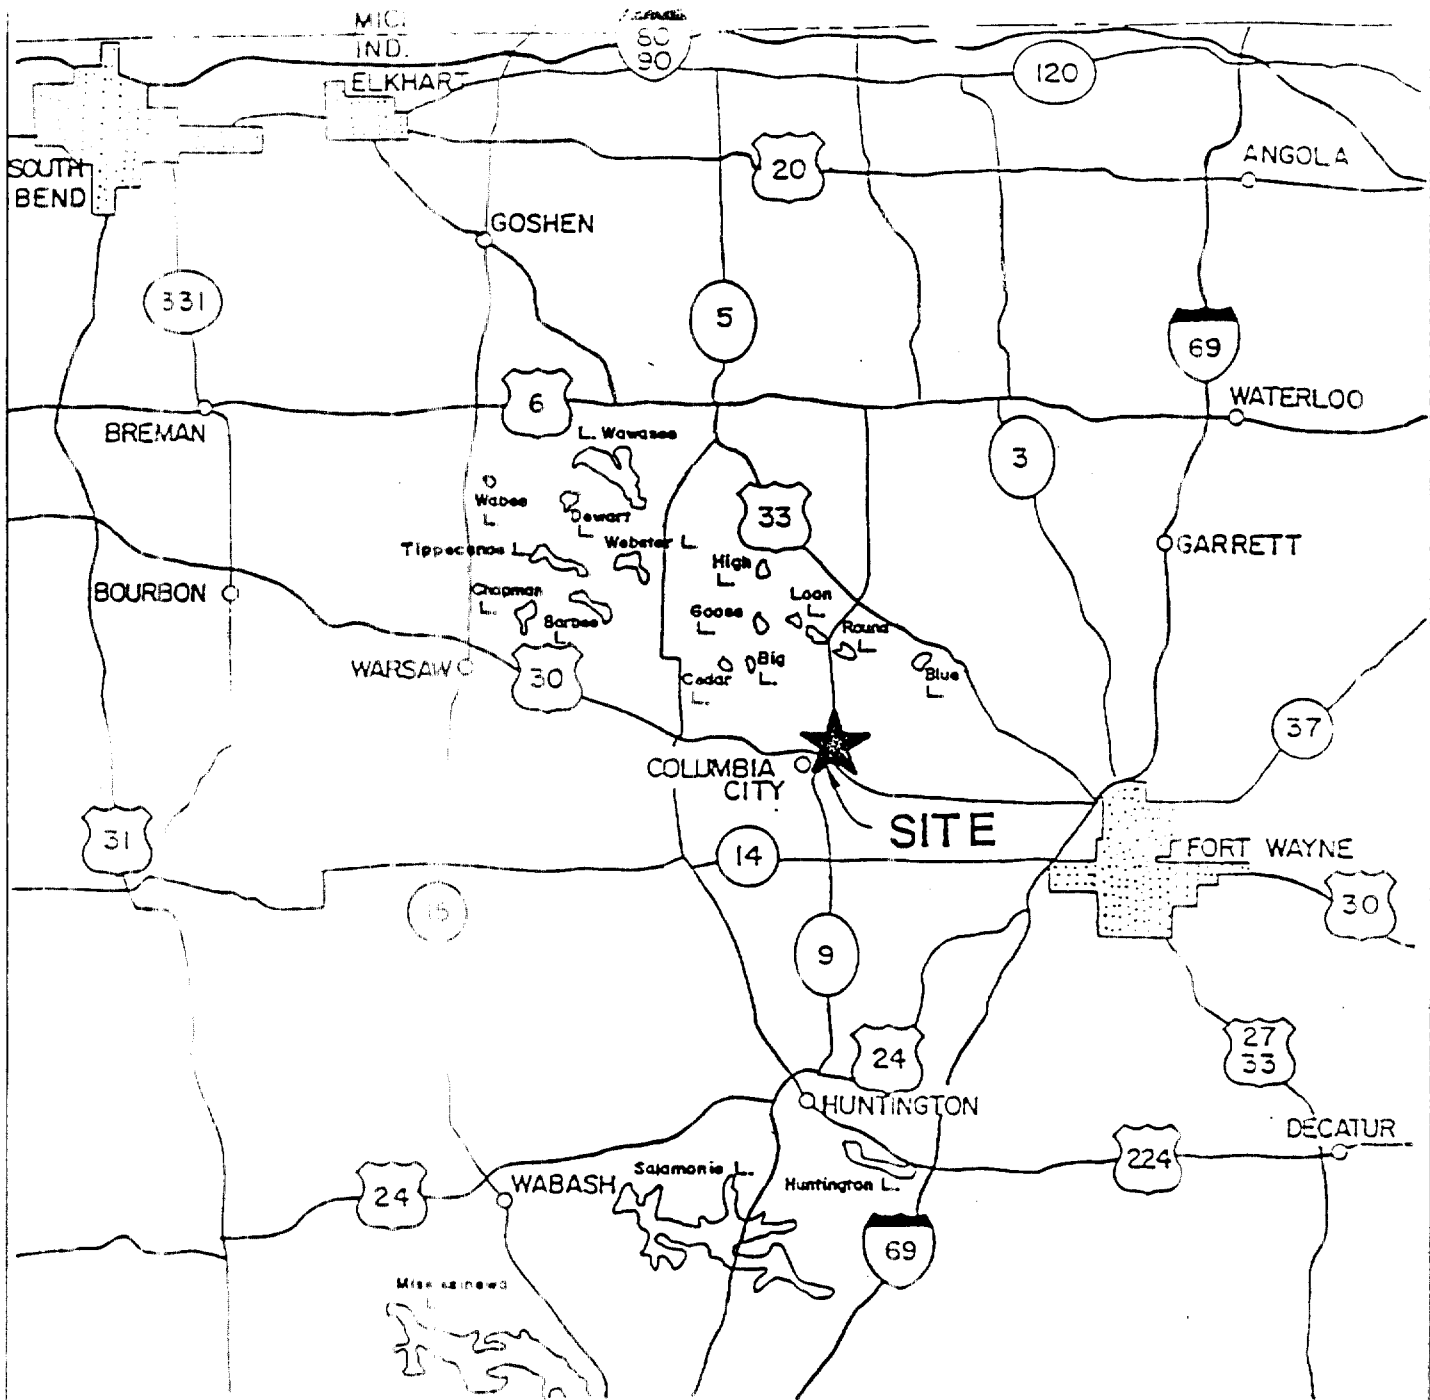 MICH
IND.
80
90
ELKHART
120
SOUTH
BEND
20
ANGOLA
GOSHEN
331
5
69
6
WATERLOO
BREMAN
L. Wawasee
3
Wabee
L.
Dewart
L.
33
Tippecanoe L.
Webster L.
High
L.
GARRETT
BOURBON
Chapman
L.
Barbee
L.
Goose
L.
Loon
L.
Round
L.
WARSAW
30
Cedar
L.
Big
L.
Blue
L.
37
COLUMBIA
CITY
SITE
31
14
FORT WAYNE
15
30
9
24
27
33
HUNTINGTON
DECATUR
224
24
WABASH
Salamonie L.
Huntington L.
69
Mississinewa
L